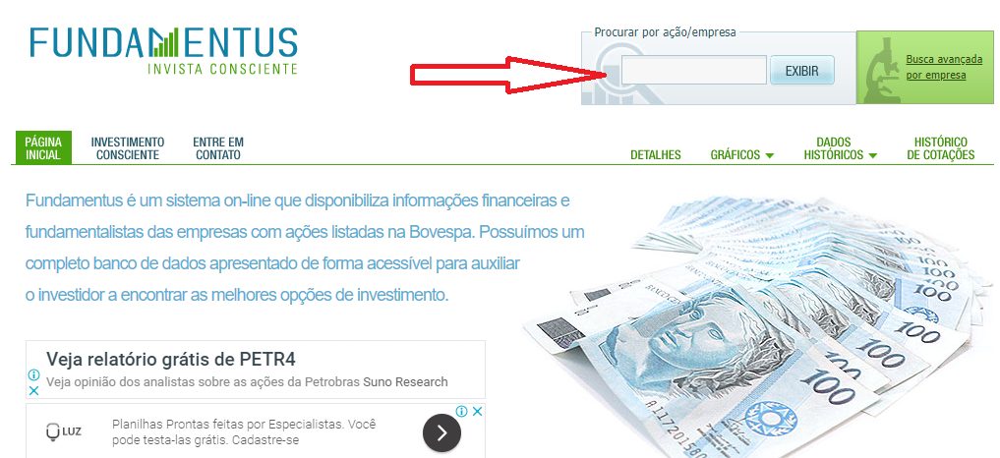 FUNDAMENTUS
INVISTA CONSCIENTE
Procurar por ação/empresa
EXIBIR
Busca avançada
por empresa
PÁGINA
INICIAL
INVESTIMENTO
CONSCIENTE
ENTRE EM
CONTATO
DETALHES
GRÁFICOS
DADOS
HISTÓRICOS
HISTÓRICO
DE COTAÇÕES
Fundamentus é um sistema on-line que disponibiliza informações financeiras e
fundamentalistas das empresas com ações listadas na Bovespa. Possuímos um
completo banco de dados apresentado de forma acessível para auxiliar
o investidor a encontrar as melhores opções de investimento.
100
100
100
100
Veja relatório grátis de PETR4
Veja opinião dos analistas sobre as ações da Petrobras Suno Research
LUZ
Planilhas Prontas feitas por Especialistas. Você
pode testa-las grátis. Cadastre-se